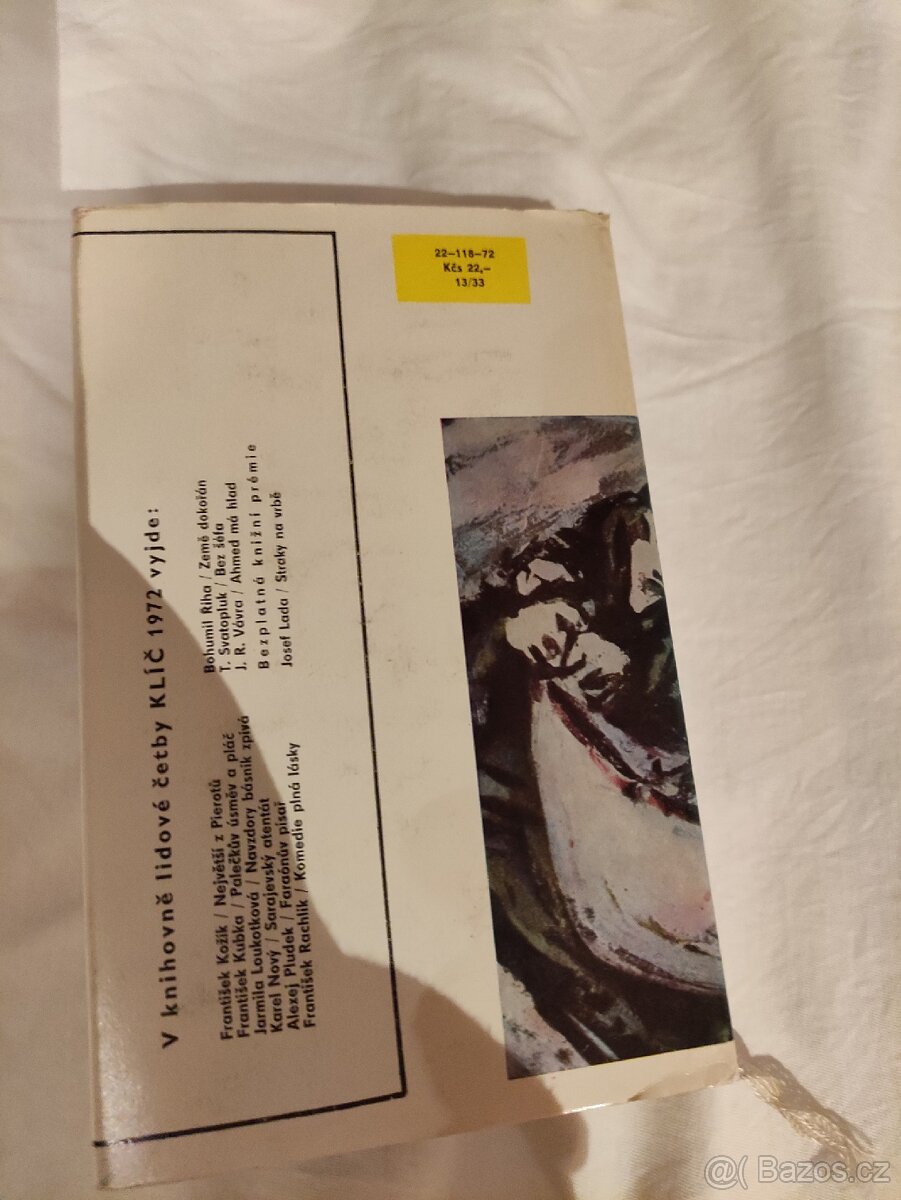 22–118–72
Kčs 22,–
13/33
V knihovně lidové četby KLÍČ 1972 vyjde:
František Kožík / Největší z Pierotů
František Kubka / Palečkův úsměv a pláč
Jarmila Loukotková / Navzdory básník zpívá
Karel Nový / Sarajevský atentát
Alexej Pludek / Faraónův písař
František Rachlík / Komedie plná lásky
Bohumil Říha / Země dokořán
T. Svatopluk / Bez šéfa
J. R. Vávra / Ahmed má hlad
Bezplatná knižní prémie
Josef Lada / Straky na vrbě
@( Bazos.cz